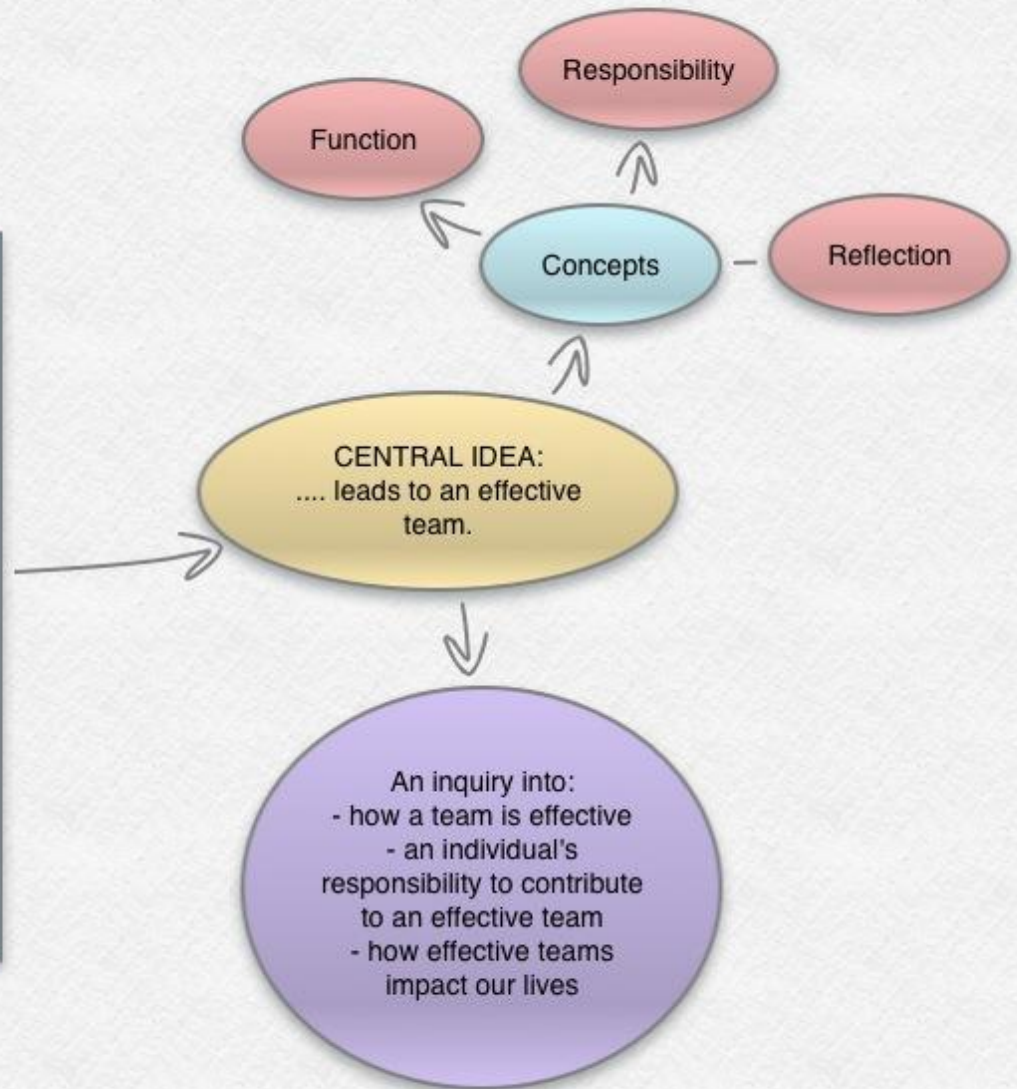 Responsibility
Function
Concepts
Reflection
CENTRAL IDEA:
.... leads to an effective
team.
An inquiry into:
- how a team is effective
- an individual's
responsibility to contribute
to an effective team
- how effective teams
impact our lives